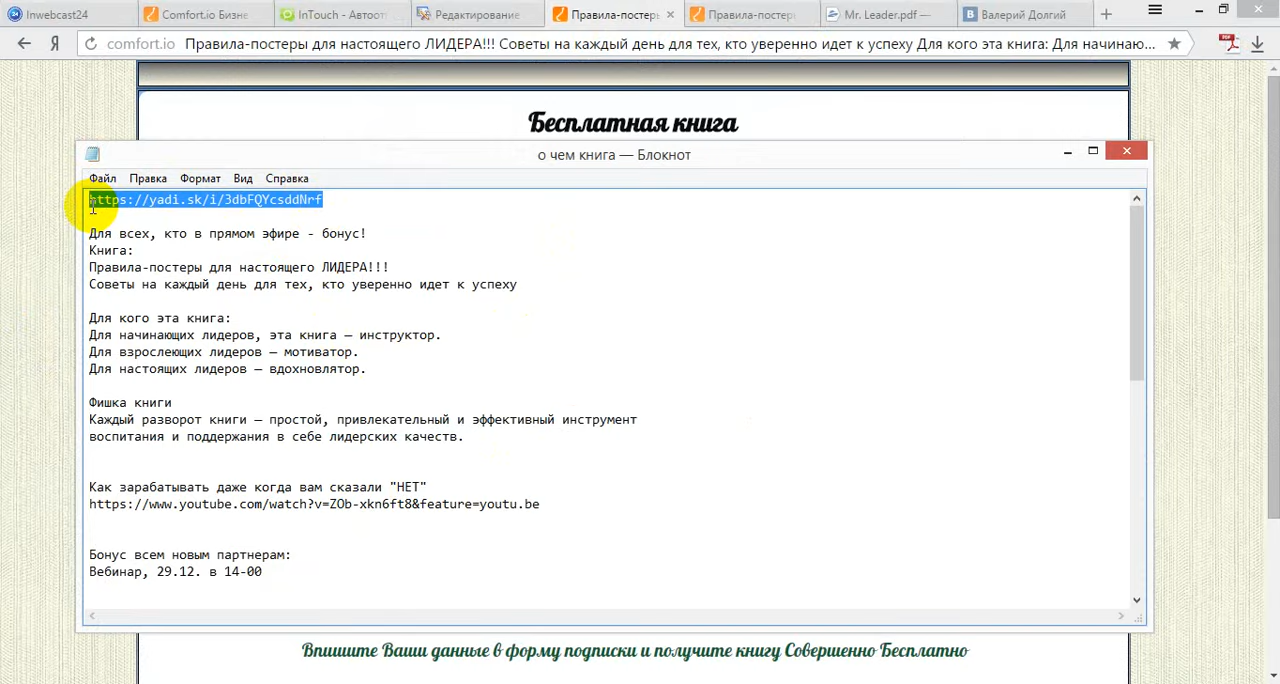 Inwebcast24
Comfort.io Бизне
InTouch - Автоот
Редактирование
Правила-постеры
Правила-постеры
Mr. Leader.pdf —
Валерий Долгий
comfort.io Правила-постеры для настоящего ЛИДЕРА!!! Советы на каждый день для тех, кто уверенно идет к успеху Для кого эта книга: Для начинаю...
Бесплатная книга
о чем книга — Блокнот
Файл Правка Формат Вид Справка
https://yadi.sk/i/3dbFQYcsddNrf
Для всех, кто в прямом эфире - бонус!
Книга:
Правила-постеры для настоящего ЛИДЕРА!!!
Советы на каждый день для тех, кто уверенно идет к успеху
Для кого эта книга:
Для начинающих лидеров, эта книга – инструктор.
Для взрослеющих лидеров – мотиватор.
Для настоящих лидеров – вдохновлятор.
Фишка книги
Каждый разворот книги – простой, привлекательный и эффективный инструмент
воспитания и поддержания в себе лидерских качеств.
Как зарабатывать даже когда вам сказали "НЕТ"
https://www.youtube.com/watch?v=ZOb-xkn6ft8&feature=youtu.be
Бонус всем новым партнерам:
Вебинар, 29.12. в 14-00
Впишите Ваши данные в форму подписки и получите книгу Совершенно Бесплатно